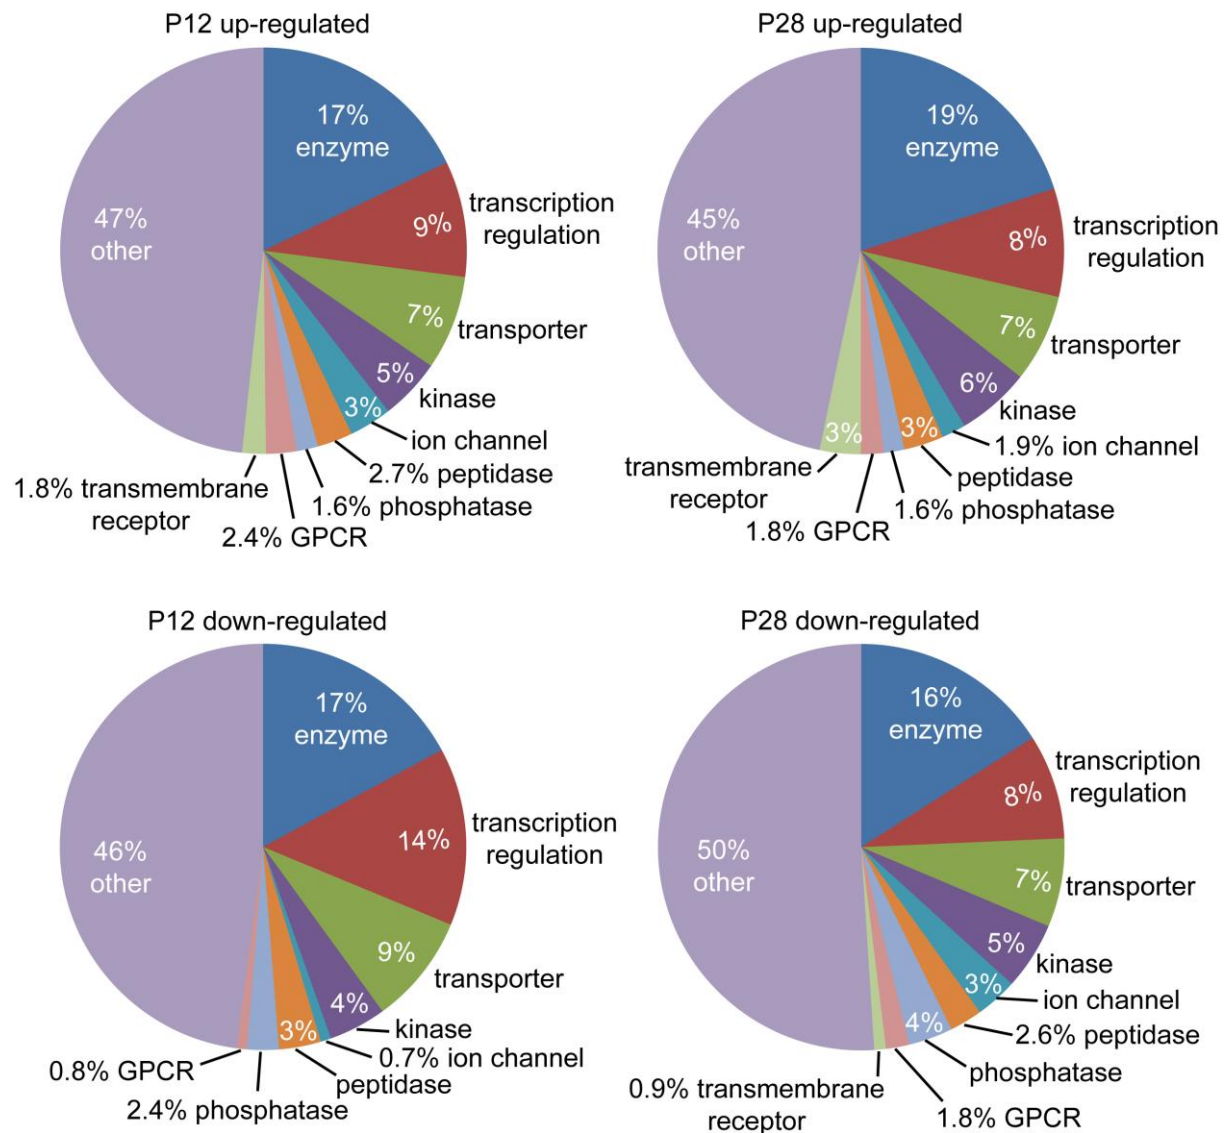 P12 up-regulated
17%
enzyme
9%
transcription
regulation
7%
transporter
5%
kinase
3%
ion channel
2.7% peptidase
1.6% phosphatase
2.4% GPCR
1.8% transmembrane
receptor
47%
other
P28 up-regulated
19%
enzyme
8%
transcription
regulation
7%
transporter
6%
kinase
1.9% ion channel
3%
peptidase
1.6% phosphatase
1.8% GPCR
3%
transmembrane
receptor
45%
other
P12 down-regulated
17%
enzyme
14%
transcription
regulation
9%
transporter
4%
kinase
0.7% ion channel
3%
peptidase
2.4% phosphatase
0.8% GPCR
46%
other
P28 down-regulated
16%
enzyme
8%
transcription
regulation
7%
transporter
5%
kinase
3%
ion channel
2.6% peptidase
4%
phosphatase
1.8% GPCR
0.9% transmembrane
receptor
50%
other